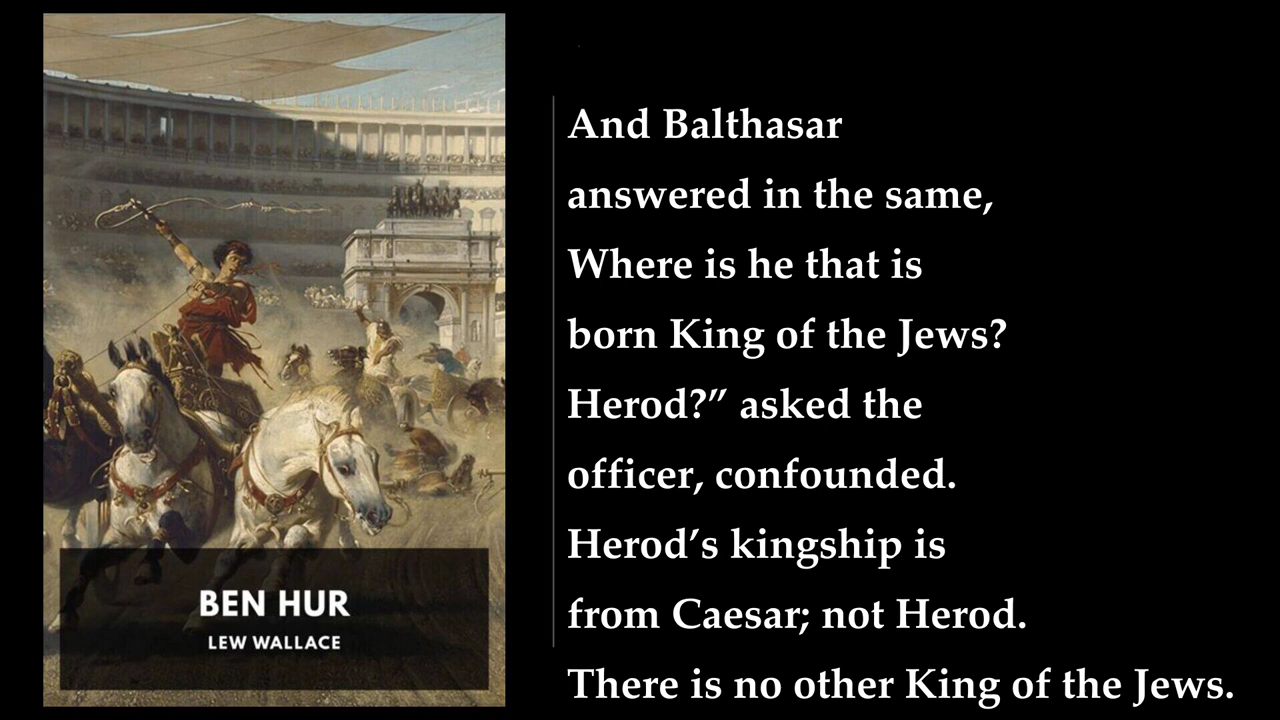 BEN HUR
LEW WALLACE
And Balthasar
answered in the same,
Where is he that is
born King of the Jews?
Herod?” asked the
officer, confounded.
Herod’s kingship is
from Caesar; not Herod.
There is no other King of the Jews.